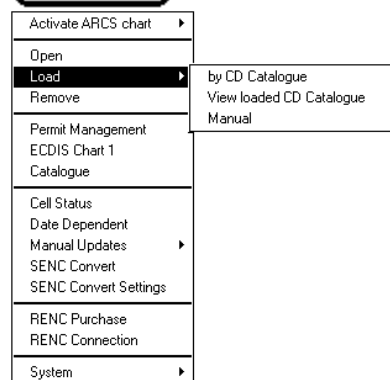 Activate ARCS chart
Open
Load
by CD Catalogue
View loaded CD Catalogue
Manual
Remove
Permit Management
ECDIS Chart 1
Catalogue
Cell Status
Date Dependent
Manual Updates
SENC Convert
SENC Convert Settings
RENC Purchase
RENC Connection
System